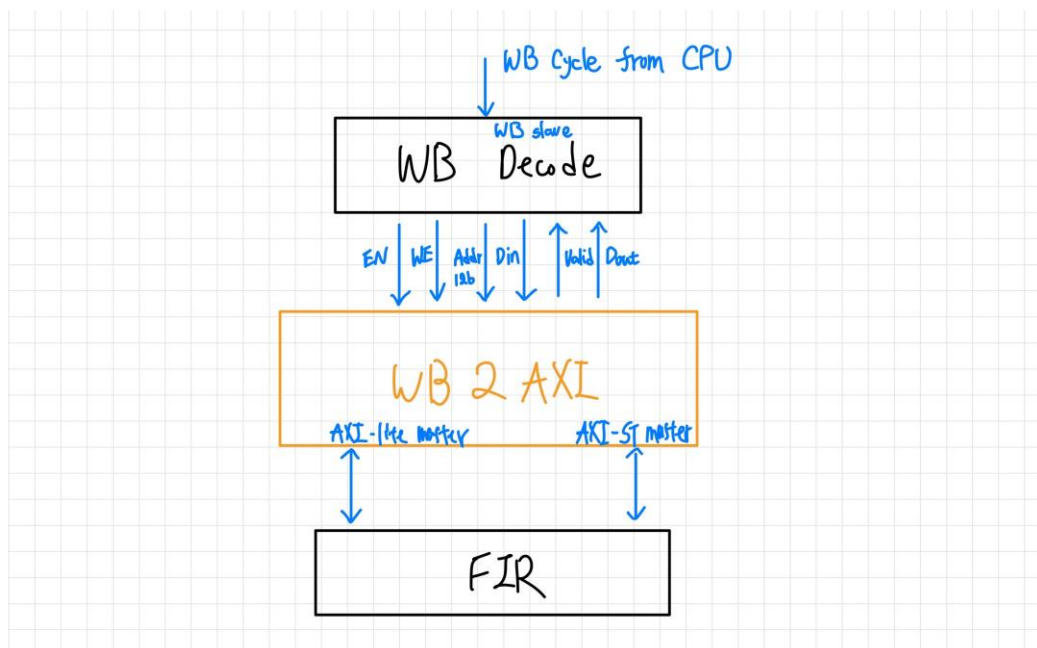 WB Cycle from CPU
WB slave
WB Decode
EN WE Addr Din Valid Dout
12b
WB 2 AXI
AXI-lite master AXI-ST master
FIR